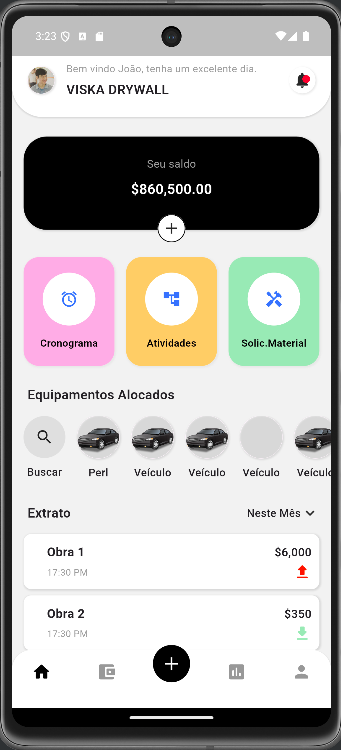 3:23
Bem vindo João, tenha um excelente dia.
VISKA DRYWALL
Seu saldo
$860,500.00
Cronograma
Atividades
Solic.Material
Equipamentos Alocados
Buscar
Perl
Veículo
Veículo
Veículo
Veículo
Extrato
Neste Mês
Obra 1
$6,000
17:30 PM
Obra 2
$350
17:30 PM